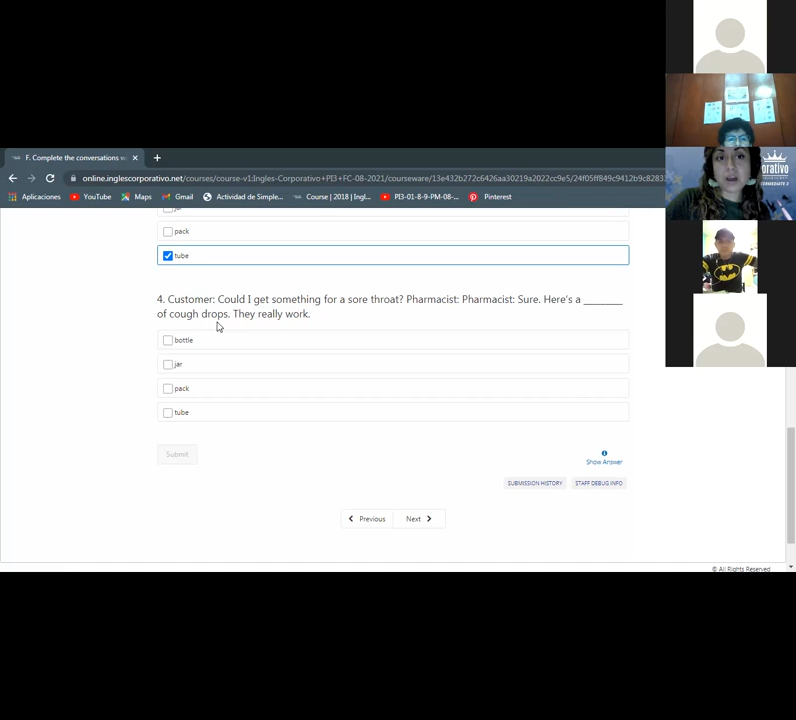 F. Complete the conversations w
online.inglescorporativo.net/courses/course-v1:Ingles-Corporativo+PI3+FC-08-2021/courseware/13e432b272c6426aa30219a2022cc9e5/24f05ff849c9412b9c8283
Aplicaciones YouTube Maps Gmail Actividad de Simple... Course | 2018 | Ingl... PI3-01-8-9-PM-08-... Pinterest
orativo
pack
tube
4. Customer: Could I get something for a sore throat? Pharmacist: Pharmacist: Sure. Here's a ________
of cough drops. They really work.
bottle
jar
pack
tube
Submit
Show Answer
SUBMISSION HISTORY STAFF DEBUG INFO
Previous Next
© All Rights Reserved